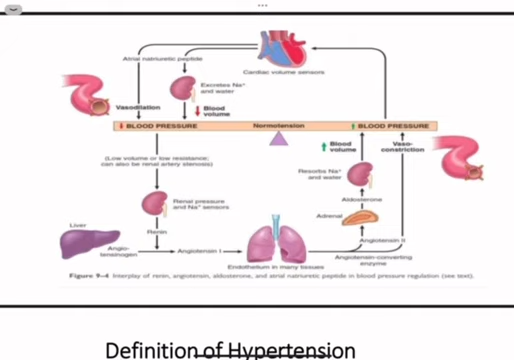 Cardiac volume sensors
Atrial natriuretic peptide
Excretes Na+
and water
Vasodilation
Blood
volume
BLOOD PRESSURE
Normotension
BLOOD PRESSURE
(Low volume or low resistance;
can also be renal artery stenosis)
Blood
volume
Vaso-
constriction
Resorbs Na+
and water
Renal pressure
and Na+ sensors
Aldosterone
Adrenal
Renin
Liver
Angio-
tensinogen
Angiotensin I
Angiotensin II
Endothelium in many tissues
Angiotensin-converting
enzyme
Figure 9–4 Interplay of renin, angiotensin, aldosterone, and atrial natriuretic peptide in blood pressure regulation (see text).
Definition of Hypertension